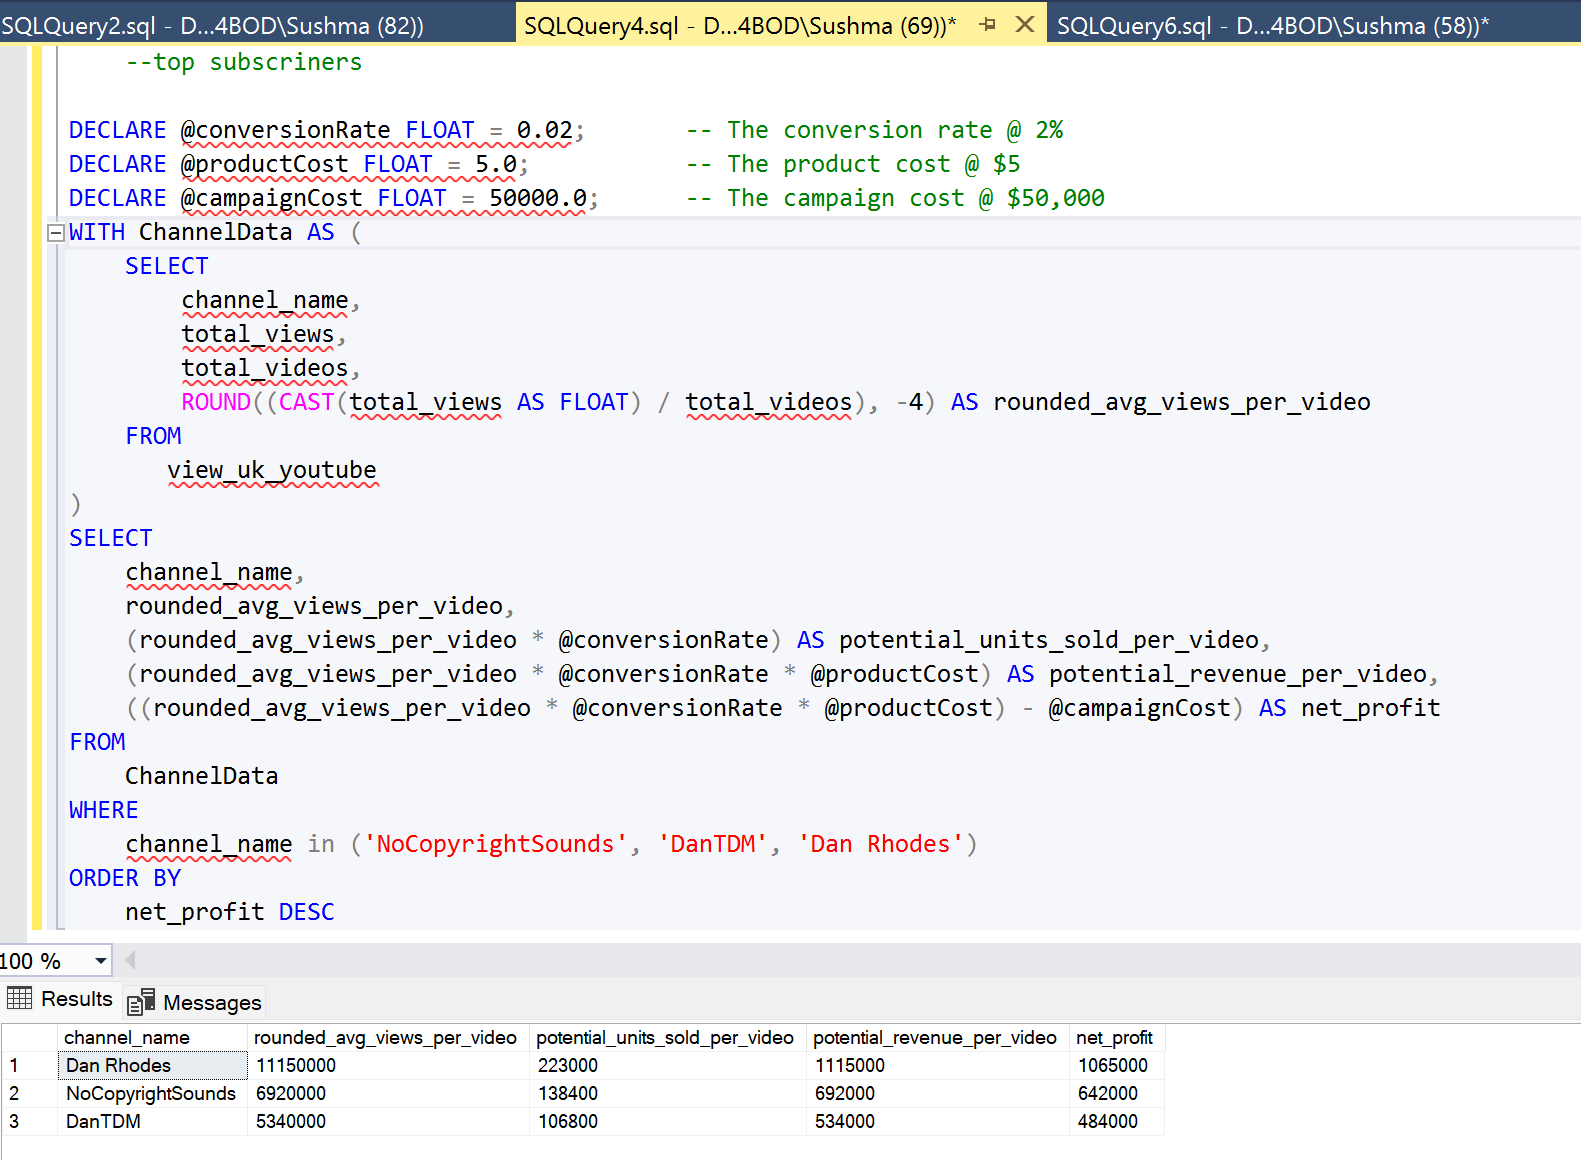 SQLQuery2.sql - D...4BOD\Sushma (82))   SQLQuery4.sql - D...4BOD\Sushma (69))*   SQLQuery6.sql - D...4BOD\Sushma (58))*
--top subscriners
DECLARE @conversionRate FLOAT = 0.02;       -- The conversion rate @ 2%
DECLARE @productCost FLOAT = 5.0;           -- The product cost @ $5
DECLARE @campaignCost FLOAT = 50000.0;      -- The campaign cost @ $50,000
WITH ChannelData AS (
    SELECT
        channel_name,
        total_views,
        total_videos,
        ROUND((CAST(total_views AS FLOAT) / total_videos), -4) AS rounded_avg_views_per_video
    FROM
       view_uk_youtube
)
SELECT
    channel_name,
    rounded_avg_views_per_video,
    (rounded_avg_views_per_video * @conversionRate) AS potential_units_sold_per_video,
    (rounded_avg_views_per_video * @conversionRate * @productCost) AS potential_revenue_per_video,
    ((rounded_avg_views_per_video * @conversionRate * @productCost) - @campaignCost) AS net_profit
FROM
    ChannelData
WHERE
    channel_name in ('NoCopyrightSounds', 'DanTDM', 'Dan Rhodes')
ORDER BY
    net_profit DESC
100 %
Results   Messages
channel_name   rounded_avg_views_per_video   potential_units_sold_per_video   potential_revenue_per_video   net_profit
1   Dan Rhodes   11150000   223000   1115000   1065000
2   NoCopyrightSounds   6920000   138400   692000   642000
3   DanTDM   5340000   106800   534000   484000